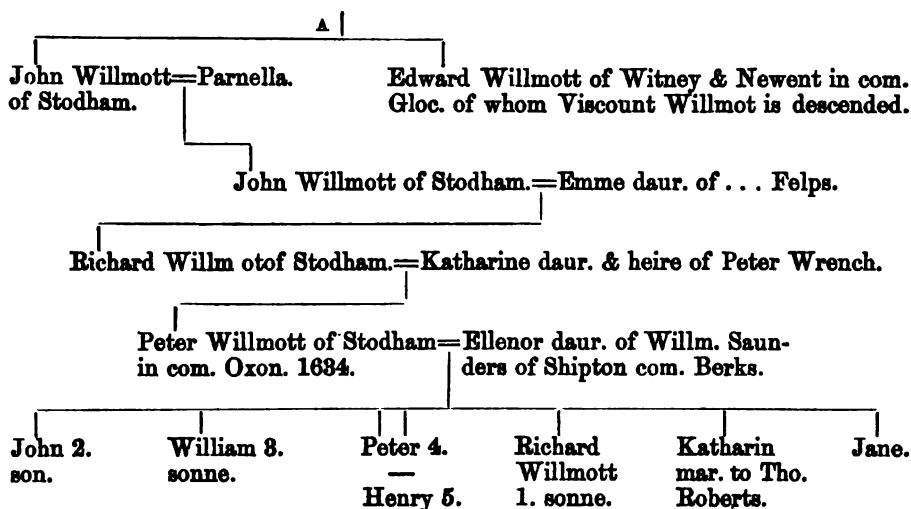 A
John Willmott=Parnella.
of Stodham.
Edward Willmott of Witney & Newent in com.
Gloc. of whom Viscount Willmot is descended.
John Willmott of Stodham.=Emme daur. of . . . Felps.
Richard Willm otof Stodham.=Katharine daur. & heire of Peter Wrench.
Peter Willmott of Stodham=Ellenor daur. of Willm. Saun-
in com. Oxon. 1634.
ders of Shipton com. Berks.
John 2.
son.
William 3.
sonne.
Peter 4.
—
Henry 5.
Richard
Willmott
1. sonne.
Katharin
mar. to Tho.
Roberts.
Jane.